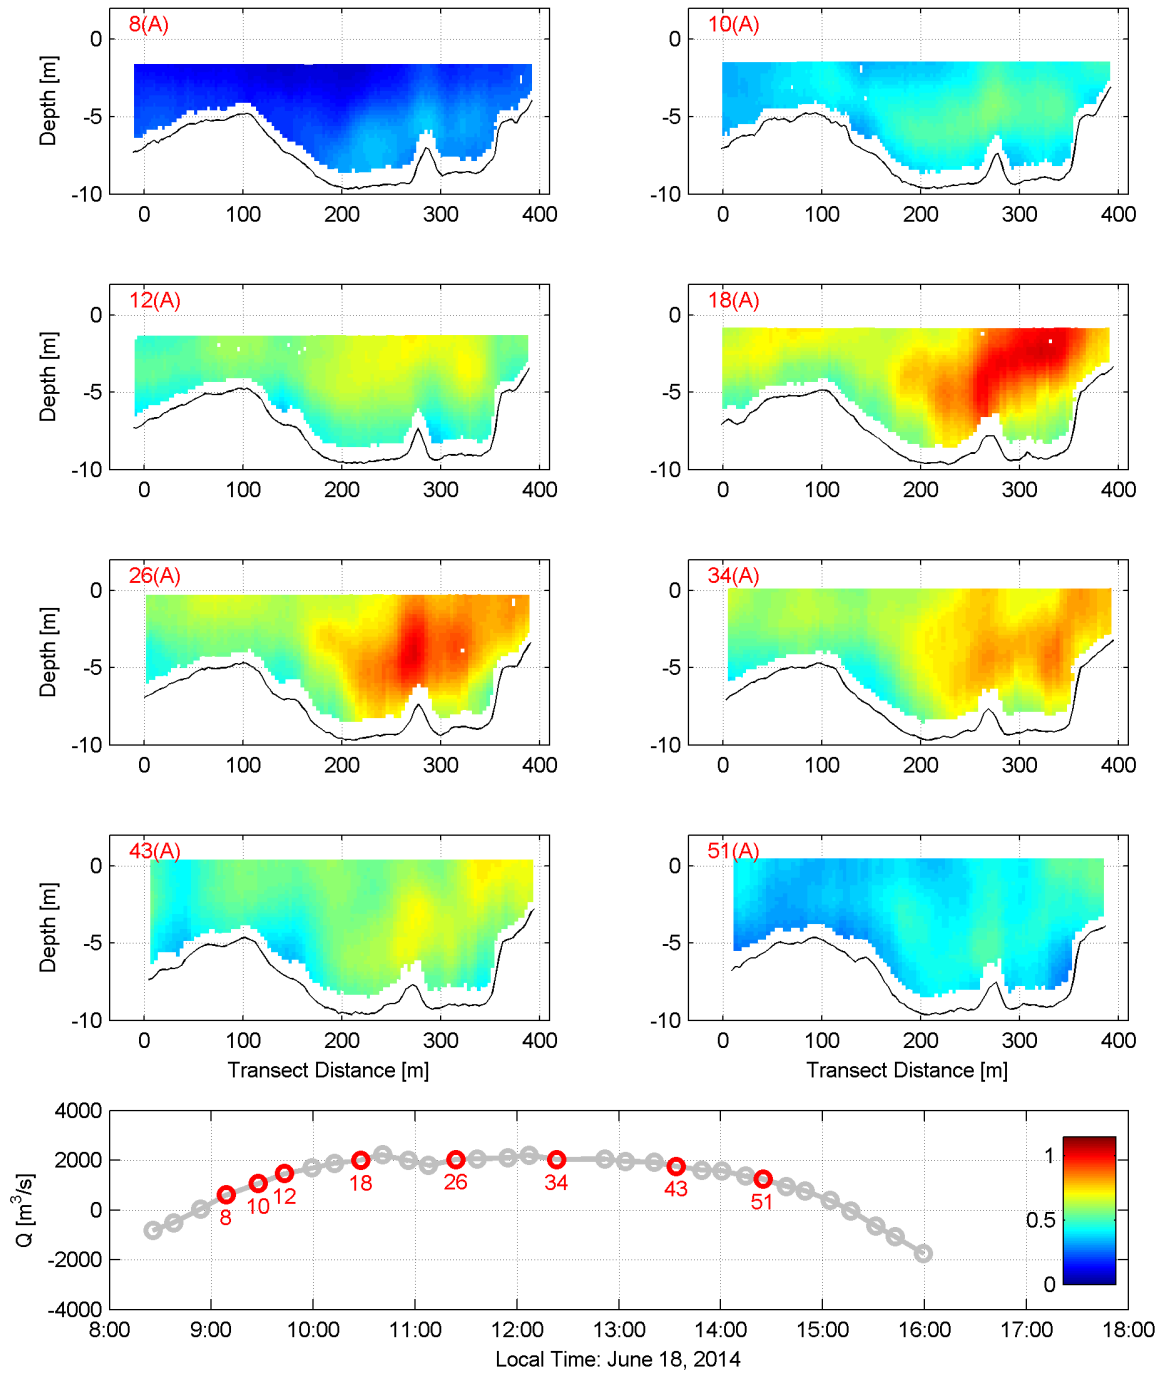 8(A)
10(A)
0
-5
-10
Depth [m]
0
-5
-10
0 100 200 300 400
0 100 200 300 400
12(A)
18(A)
0
-5
-10
Depth [m]
0
-5
-10
0 100 200 300 400
0 100 200 300 400
26(A)
34(A)
0
-5
-10
Depth [m]
0
-5
-10
0 100 200 300 400
0 100 200 300 400
43(A)
51(A)
0
-5
-10
Depth [m]
0
-5
-10
0 100 200 300 400
0 100 200 300 400
Transect Distance [m]
Transect Distance [m]
4000
2000
0
-2000
-4000
Q [m³/s]
8
10
12
18
26
34
43
51
1
0.5
0
8:00 9:00 10:00 11:00 12:00 13:00 14:00 15:00 16:00 17:00 18:00
Local Time: June 18, 2014